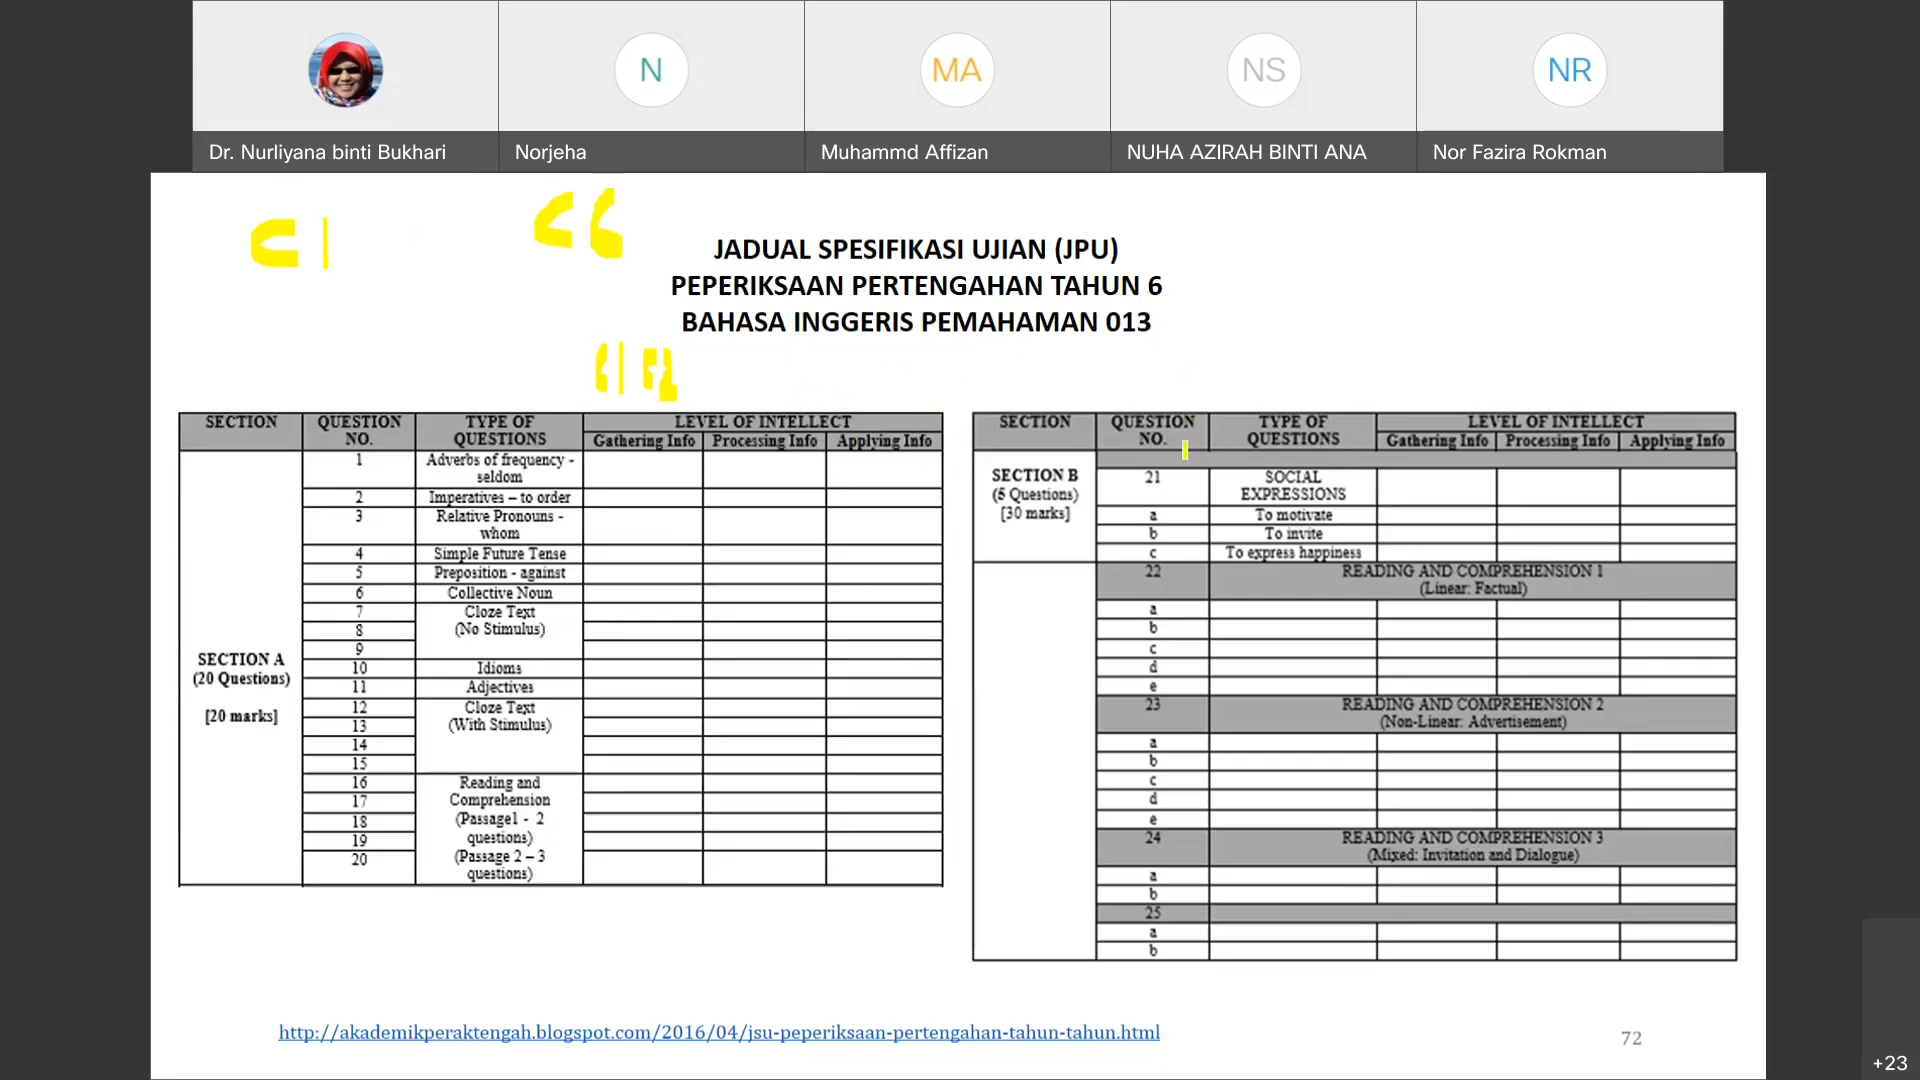 N
MA
NS
NR
Dr. Nurliyana binti Bukhari
Norjeha
Muhammd Affizan
NUHA AZIRAH BINTI ANA
Nor Fazira Rokman
JADUAL SPESIFIKASI UJIAN (JPU)
PEPERIKSAAN PERTENGAHAN TAHUN 6
BAHASA INGGERIS PEMAHAMAN 013
SECTION
QUESTION NO.
TYPE OF QUESTIONS
LEVEL OF INTELLECT
Gathering Info
Processing Info
Applying Info
SECTION A
(20 Questions)
[20 marks]
1 Adverbs of frequency -
seldom
2 Imperatives – to order
3 Relative Pronouns -
whom
4 Simple Future Tense
5 Preposition - against
6 Collective Noun
7 Cloze Text
8 (No Stimulus)
9
10 Idioms
11 Adjectives
12 Cloze Text
13 (With Stimulus)
14
15
16 Reading and
17 Comprehension
18 (Passage1 - 2
19 questions)
20 (Passage 2 – 3
questions)
SECTION
QUESTION NO.
TYPE OF QUESTIONS
LEVEL OF INTELLECT
Gathering Info
Processing Info
Applying Info
SECTION B
(5 Questions)
[30 marks]
21 SOCIAL
EXPRESSIONS
a To motivate
b To invite
c To express happiness
22 READING AND COMPREHENSION 1
(Linear: Factual)
a
b
c
d
e
23 READING AND COMPREHENSION 2
(Non-Linear: Advertisement)
a
b
c
d
e
24 READING AND COMPREHENSION 3
(Mixed: Invitation and Dialogue)
a
b
25
a
b
http://akademikperaktengah.blogspot.com/2016/04/jsu-peperiksaan-pertengahan-tahun-tahun.html
72
+23